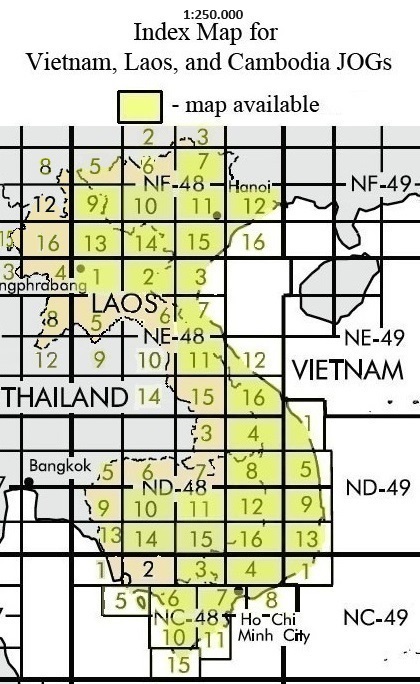 1:250.000
Index Map for
Vietnam, Laos, and Cambodia JOGs
- map available
2 3
8 5 6 7
NF-48 Hanoi NF-49
12 9 10 11 12
15 16 13 14 15 16
3 4 1 2 3
ngphrabang
LAOS
8 5 6 7
NE-48 NE-49
12 9 10 11 12
VIETNAM
THAILAND 14 15 16
3 4 1
Bangkok
5 6 7 8 5
ND-48 ND-49
9 10 11 12 9
13 14 15 16 13
1 2 3 4 1
5 6 7 8
NC-48 Ho Chi NC-49
Minh City
10 11
15